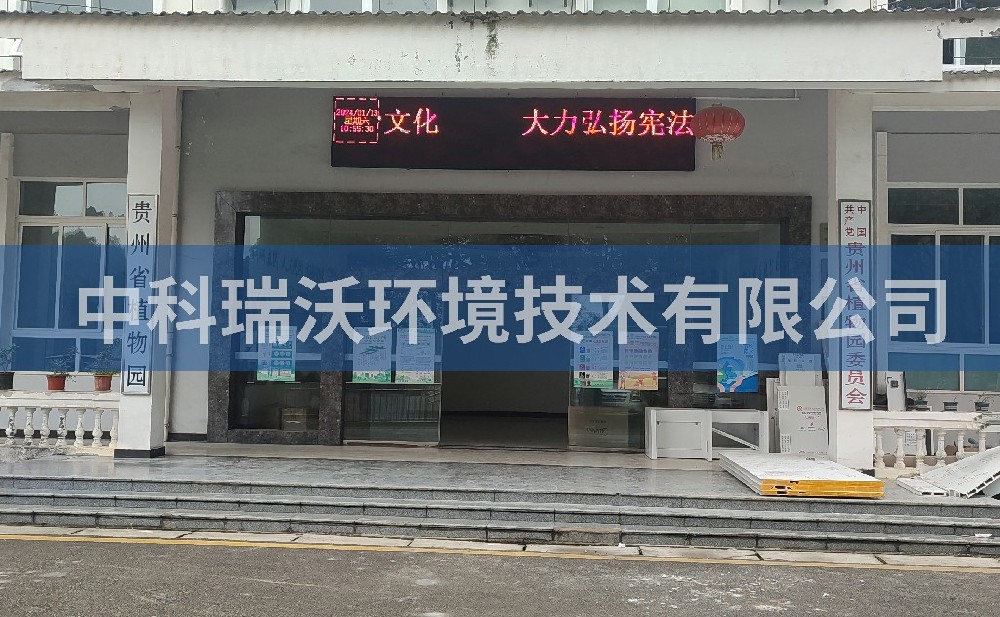 2024/01/13
星期六
10:55:30
文化 大力弘扬宪法
贵州省植物园
中国
共产党
贵州省植物园委员会
中科瑞沃环境技术有限公司